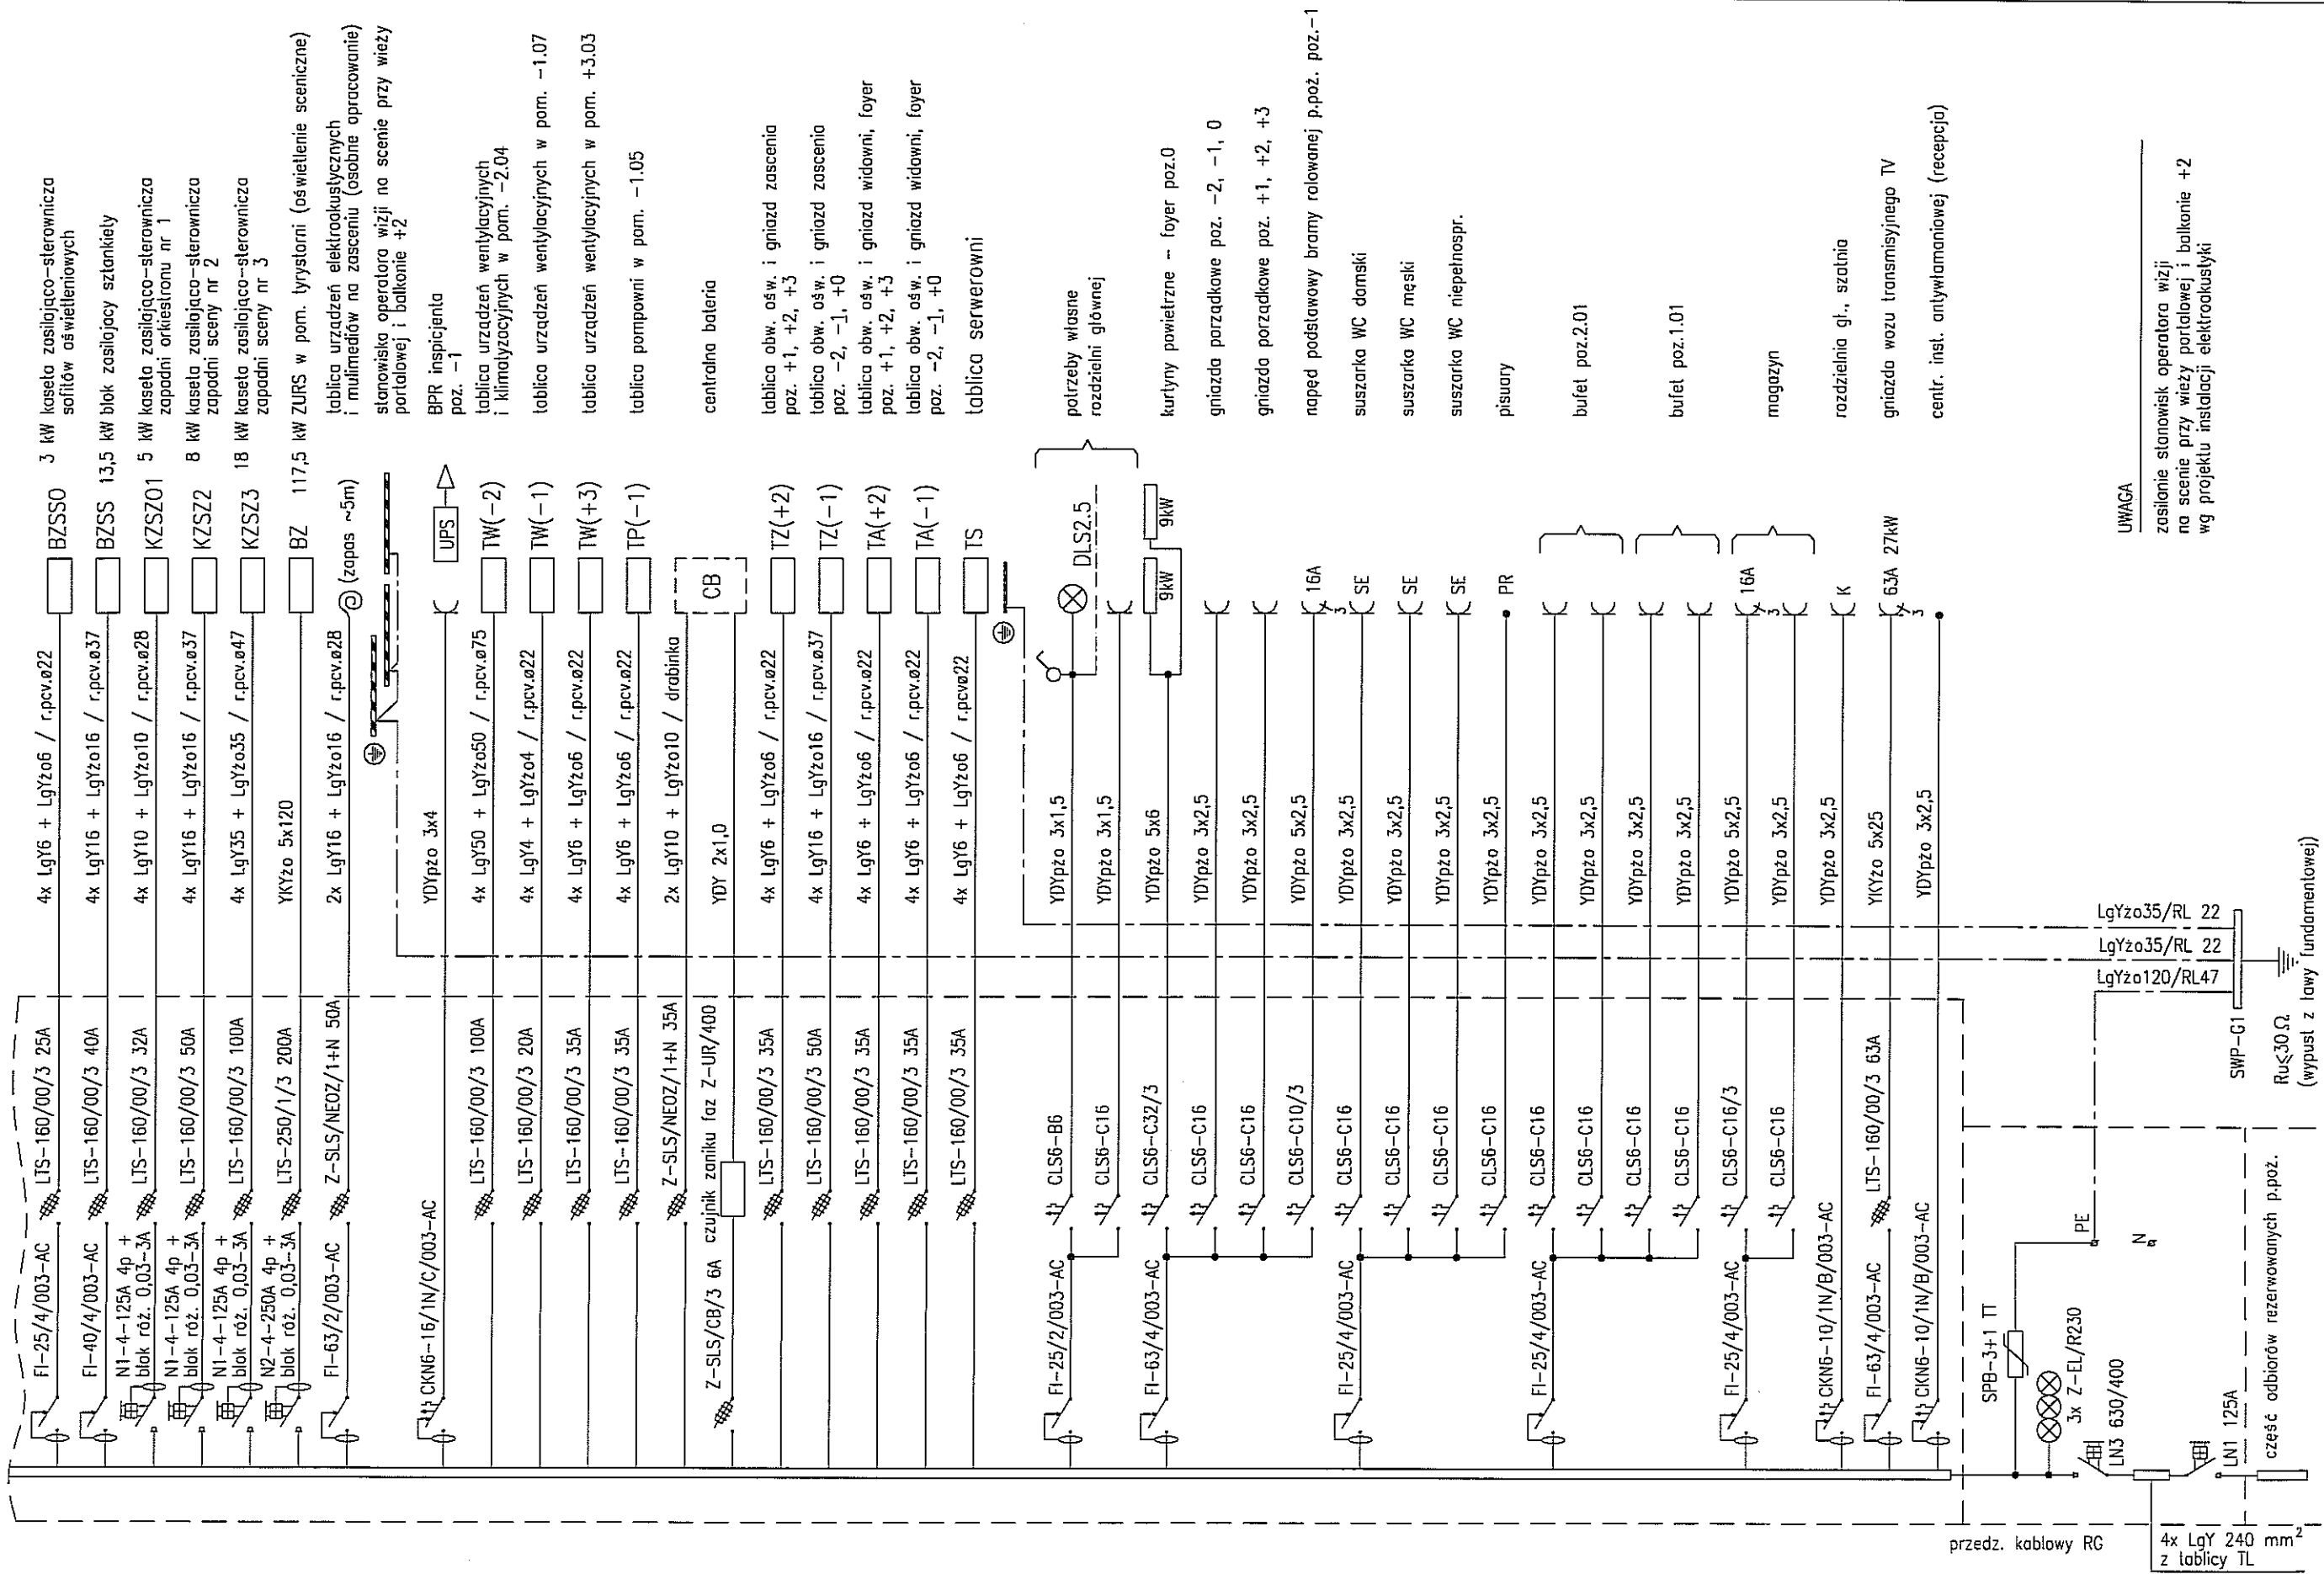 BZSSO 3 kW kaseta zasilająco-sterownicza
sofitów oświetleniowych
4x LgY6 + LgYżo6 / r.pcv.ø22
LTS-160/00/3 25A
FI-25/4/003-AC
BZSS 13,5 kW blok zasilający sztankiety
4x LgY16 + LgYżo16 / r.pcv.ø37
LTS-160/00/3 40A
FI-40/4/003-AC
KZSZO1 5 kW kaseta zasilająco-sterownicza
zapadni orkiestronu nr 1
4x LgY10 + LgYżo10 / r.pcv.ø28
LTS-160/00/3 32A
N1-4-125A 4p +
blok róż. 0,03-3A
KZSZ2 8 kW kaseta zasilająco-sterownicza
zapadni sceny nr 2
4x LgY16 + LgYżo16 / r.pcv.ø37
LTS-160/00/3 50A
N1-4-125A 4p +
blok róż. 0,03-3A
KZSZ3 18 kW kaseta zasilająco-sterownicza
zapadni sceny nr 3
4x LgY35 + LgYżo35 / r.pcv.ø47
LTS-160/00/3 100A
N1-4-125A 4p +
blok róż. 0,03-3A
BZ 117,5 kW ZURS w pom. tyrystorni (oświetlenie sceniczne)
YKYżo 5x120
LTS-250/1/3 200A
N2-4-250A 4p +
blok róż. 0,03-3A
tablica urządzeń elektroakustycznych
i mulimediów na zasceniu (osobne opracowanie)
(zapas ~5m)
2x LgY16 + LgYżo16 / r.pcv.ø28
Z-SLS/NEOZ/1+N 50A
FI-63/2/003-AC
stanowiska operatora wizji na scenie przy wieży
portalowej i balkonie +2
BPR inspicjenta
poz. -1
UPS
YDYpżo 3x4
CKN6-16/1N/C/003-AC
tablica urządzeń wentylacyjnych
i klimatyzacyjnych w pom. -2.04
TW(-2)
4x LgY50 + LgYżo50 / r.pcv.ø75
LTS-160/00/3 100A
TW(-1) tablica urządzeń wentylacyjnych w pom. -1.07
4x LgY4 + LgYżo4 / r.pcv.ø22
LTS-160/00/3 20A
TW(+3) tablica urządzeń wentylacyjnych w pom. +3.03
4x LgY6 + LgYżo6 / r.pcv.ø22
LTS-160/00/3 35A
TP(-1) tablica pompowni w pom. -1.05
4x LgY6 + LgYżo6 / r.pcv.ø22
LTS-160/00/3 35A
CB centralna bateria
2x LgY10 + LgYżo10 / drabinka
Z-SLS/NEOZ/1+N 35A
YDY 2x1,0
czujnik zaniku faz Z-UR/400
Z-SLS/CB/3 6A
TZ(+2) tablica obw. ośw. i gniazd zascenia
poz. +1, +2, +3
4x LgY6 + LgYżo6 / r.pcv.ø22
LTS-160/00/3 35A
TZ(-1) tablica obw. ośw. i gniazd zascenia
poz. -2, -1, +0
4x LgY16 + LgYżo16 / r.pcv.ø37
LTS-160/00/3 50A
TA(+2) tablica obw. ośw. i gniazd widowni, foyer
poz. +1, +2, +3
4x LgY6 + LgYżo6 / r.pcv.ø22
LTS-160/00/3 35A
TA(-1) tablica obw. ośw. i gniazd widowni, foyer
poz. -2, -1, +0
4x LgY6 + LgYżo6 / r.pcv.ø22
LTS-160/00/3 35A
TS tablica serwerowni
4x LgY6 + LgYżo6 / r.pcvø22
LTS-160/00/3 35A
potrzeby własne
rozdzielni głównej
DLS2.5
YDYpżo 3x1,5
CLS6-B6
FI-25/2/003-AC
YDYpżo 3x1,5
CLS6-C16
kurtyny powietrzne - foyer poz.0
9kW
9kW
YDYpżo 5x6
CLS6-C32/3
FI-63/4/003-AC
gniazda porządkowe poz. -2, -1, 0
YDYpżo 3x2,5
CLS6-C16
gniazda porządkowe poz. +1, +2, +3
YDYpżo 3x2,5
CLS6-C16
napęd podstawowy bramy rolowanej p.poż. poz.-1
16A
3
YDYpżo 5x2,5
CLS6-C10/3
suszarka WC damski
SE
YDYpżo 3x2,5
CLS6-C16
FI-25/4/003-AC
suszarka WC męski
SE
YDYpżo 3x2,5
CLS6-C16
suszarka WC niepełnospr.
SE
YDYpżo 3x2,5
CLS6-C16
pisuary
PR
YDYpżo 3x2,5
CLS6-C16
bufet poz.2.01
YDYpżo 3x2,5
CLS6-C16
FI-25/4/003-AC
YDYpżo 3x2,5
CLS6-C16
bufet poz.1.01
YDYpżo 3x2,5
CLS6-C16
YDYpżo 3x2,5
CLS6-C16
magazyn
16A
3
YDYpżo 5x2,5
CLS6-C16/3
FI-25/4/003-AC
YDYpżo 3x2,5
CLS6-C16
rozdzielnia gł., szatnia
K
YDYpżo 3x2,5
CKN6-10/1N/B/003-AC
gniazdo wozu transmisyjnego TV
63A 27kW
3
YKYżo 5x25
LTS-160/00/3 63A
FI-63/4/003-AC
centr. inst. antywłamaniowej (recepcja)
YDYpżo 3x2,5
CKN6-10/1N/B/003-AC
SPB-3+1 TT
3x Z-EL/R230
LN3 630/400
LN1 125A
PE
N
część odbiorów rezerwowanych p.poż.
LgYżo35/RL 22
LgYżo35/RL 22
LgYżo120/RL47
SWP-G1
Ru≤30Ω
(wypust z ławy fundamentowej)
UWAGA
zasilanie stanowisk operatora wizji
na scenie przy wieży portalowej i balkonie +2
wg projektu instalacji elektroakustyki
przedz. kablowy RG
4x LgY 240 mm²
z tablicy TL